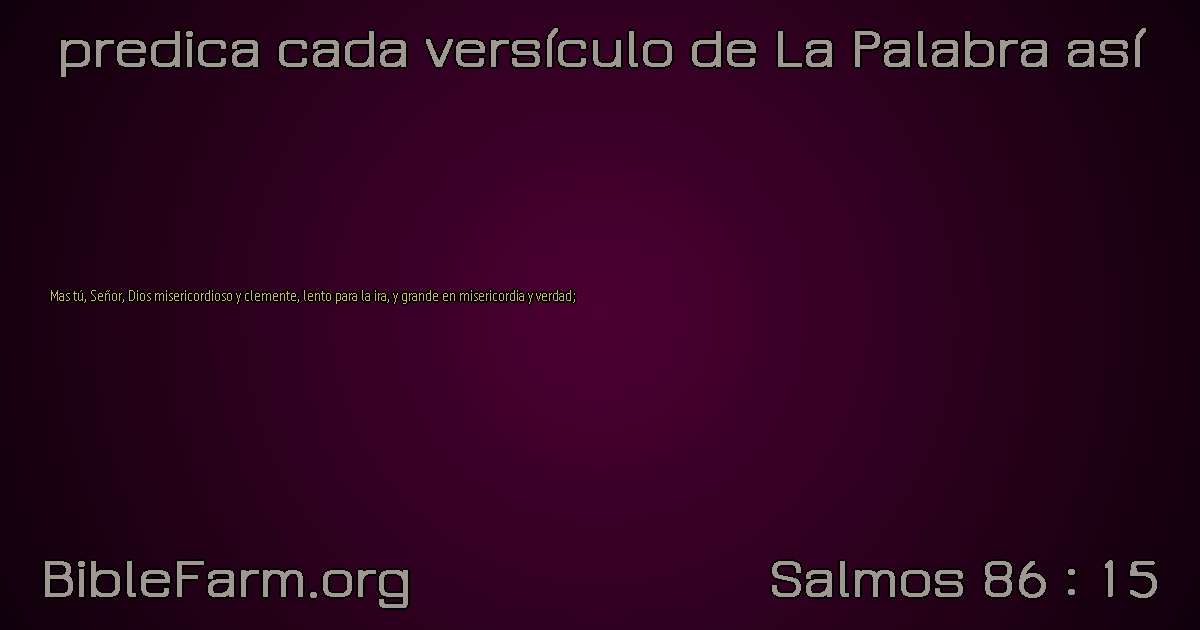 predica cada versículo de La Palabra así
Mas tú, Señor, Dios misericordioso y clemente, lento para la ira, y grande en misericordia y verdad;
BibleFarm.org
Salmos 86 : 15